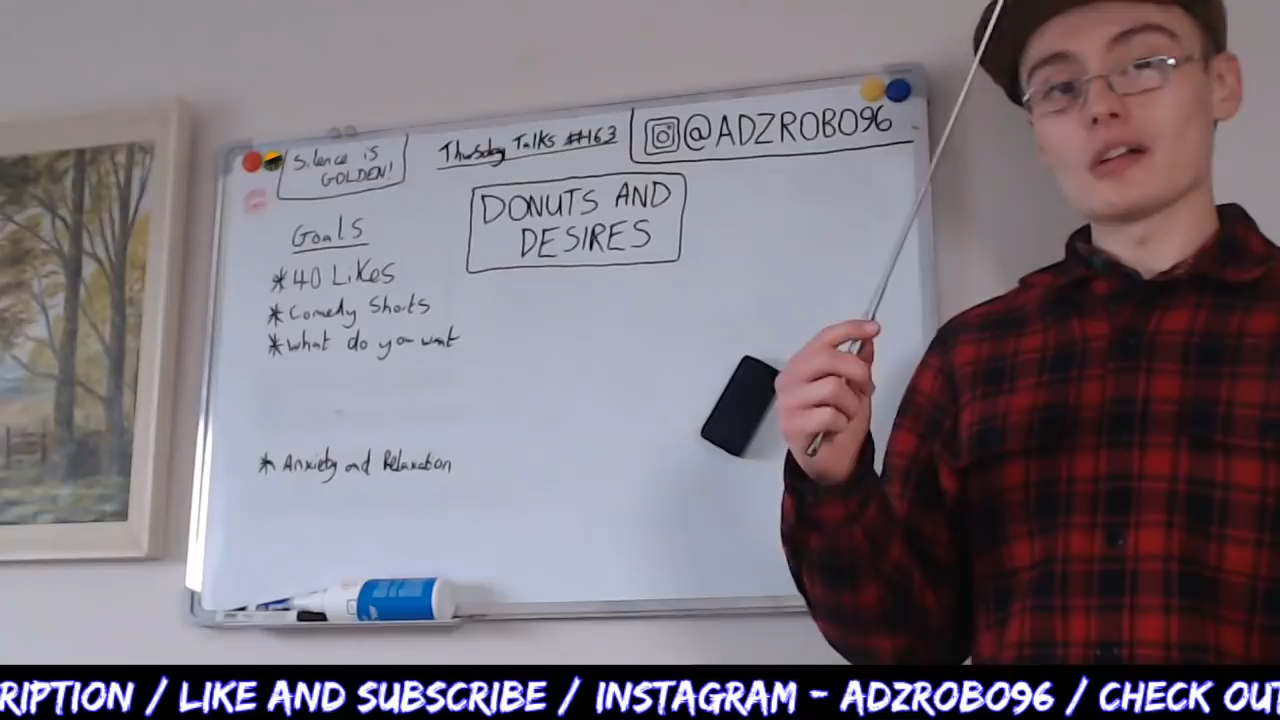 Silence is
GOLDEN!
Thursday Talks #163
@ADZROBO96
DONUTS AND
DESIRES
Goals
* 40 Likes
* Comedy Shorts
* What do you want
* Anxiety and Relaxation
RIPTION / LIKE AND SUBSCRIBE / INSTAGRAM - ADZROBO96 / CHECK OUT